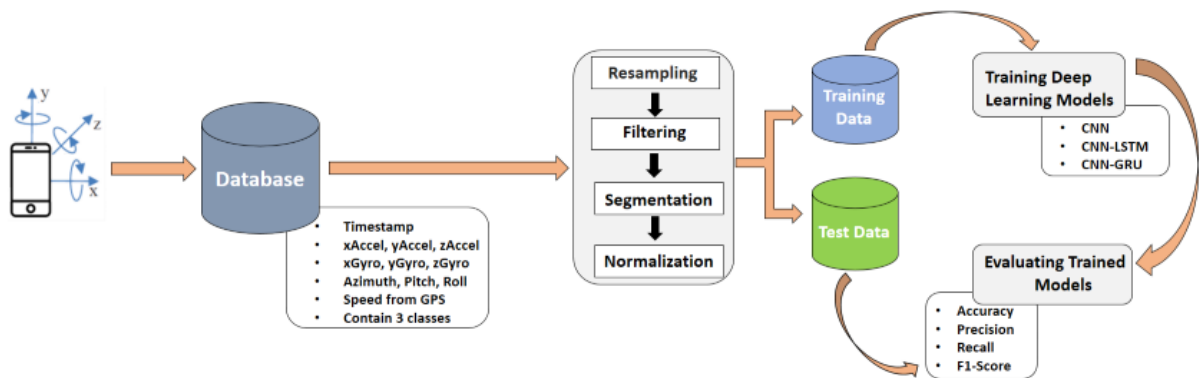 y
z
x
Database
• Timestamp
• xAccel, yAccel, zAccel
• xGyro, yGyro, zGyro
• Azimuth, Pitch, Roll
• Speed from GPS
• Contain 3 classes
Resampling
Filtering
Segmentation
Normalization
Training
Data
Test Data
Training Deep
Learning Models
• CNN
• CNN-LSTM
• CNN-GRU
Evaluating Trained
Models
• Accuracy
• Precision
• Recall
• F1-Score